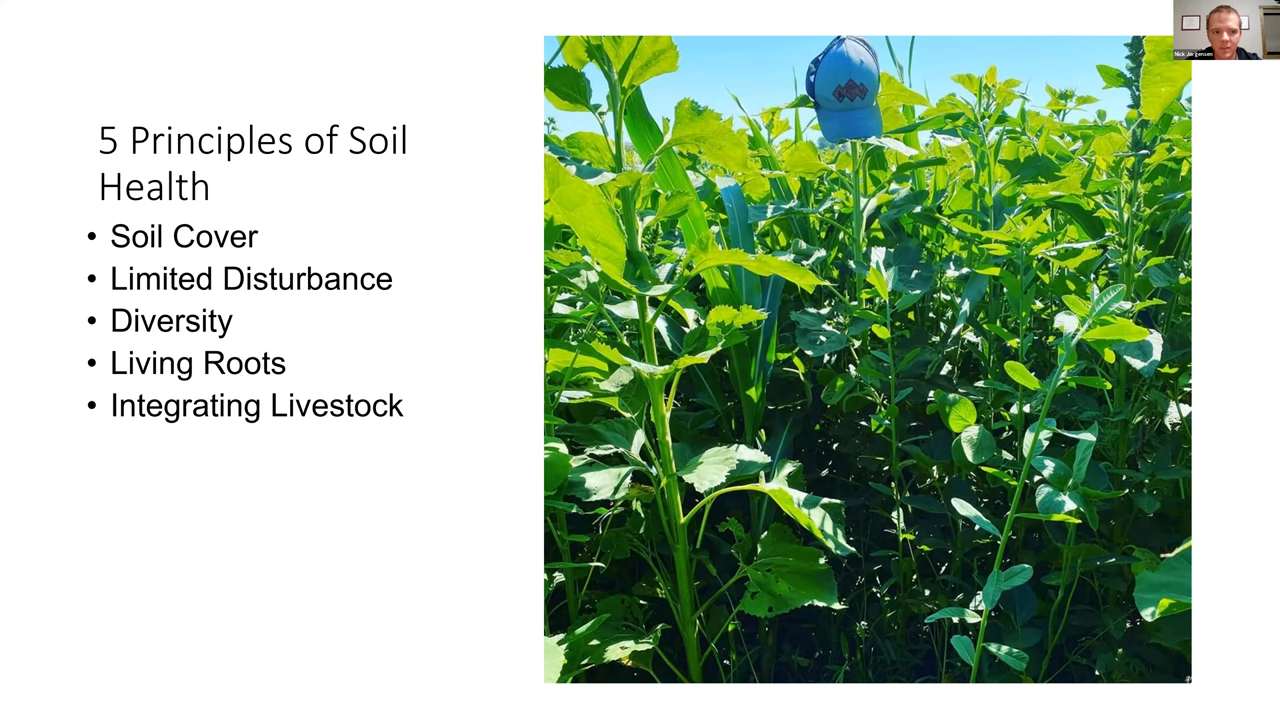 Nick Jorgensen
5 Principles of Soil
Health
• Soil Cover
• Limited Disturbance
• Diversity
• Living Roots
• Integrating Livestock